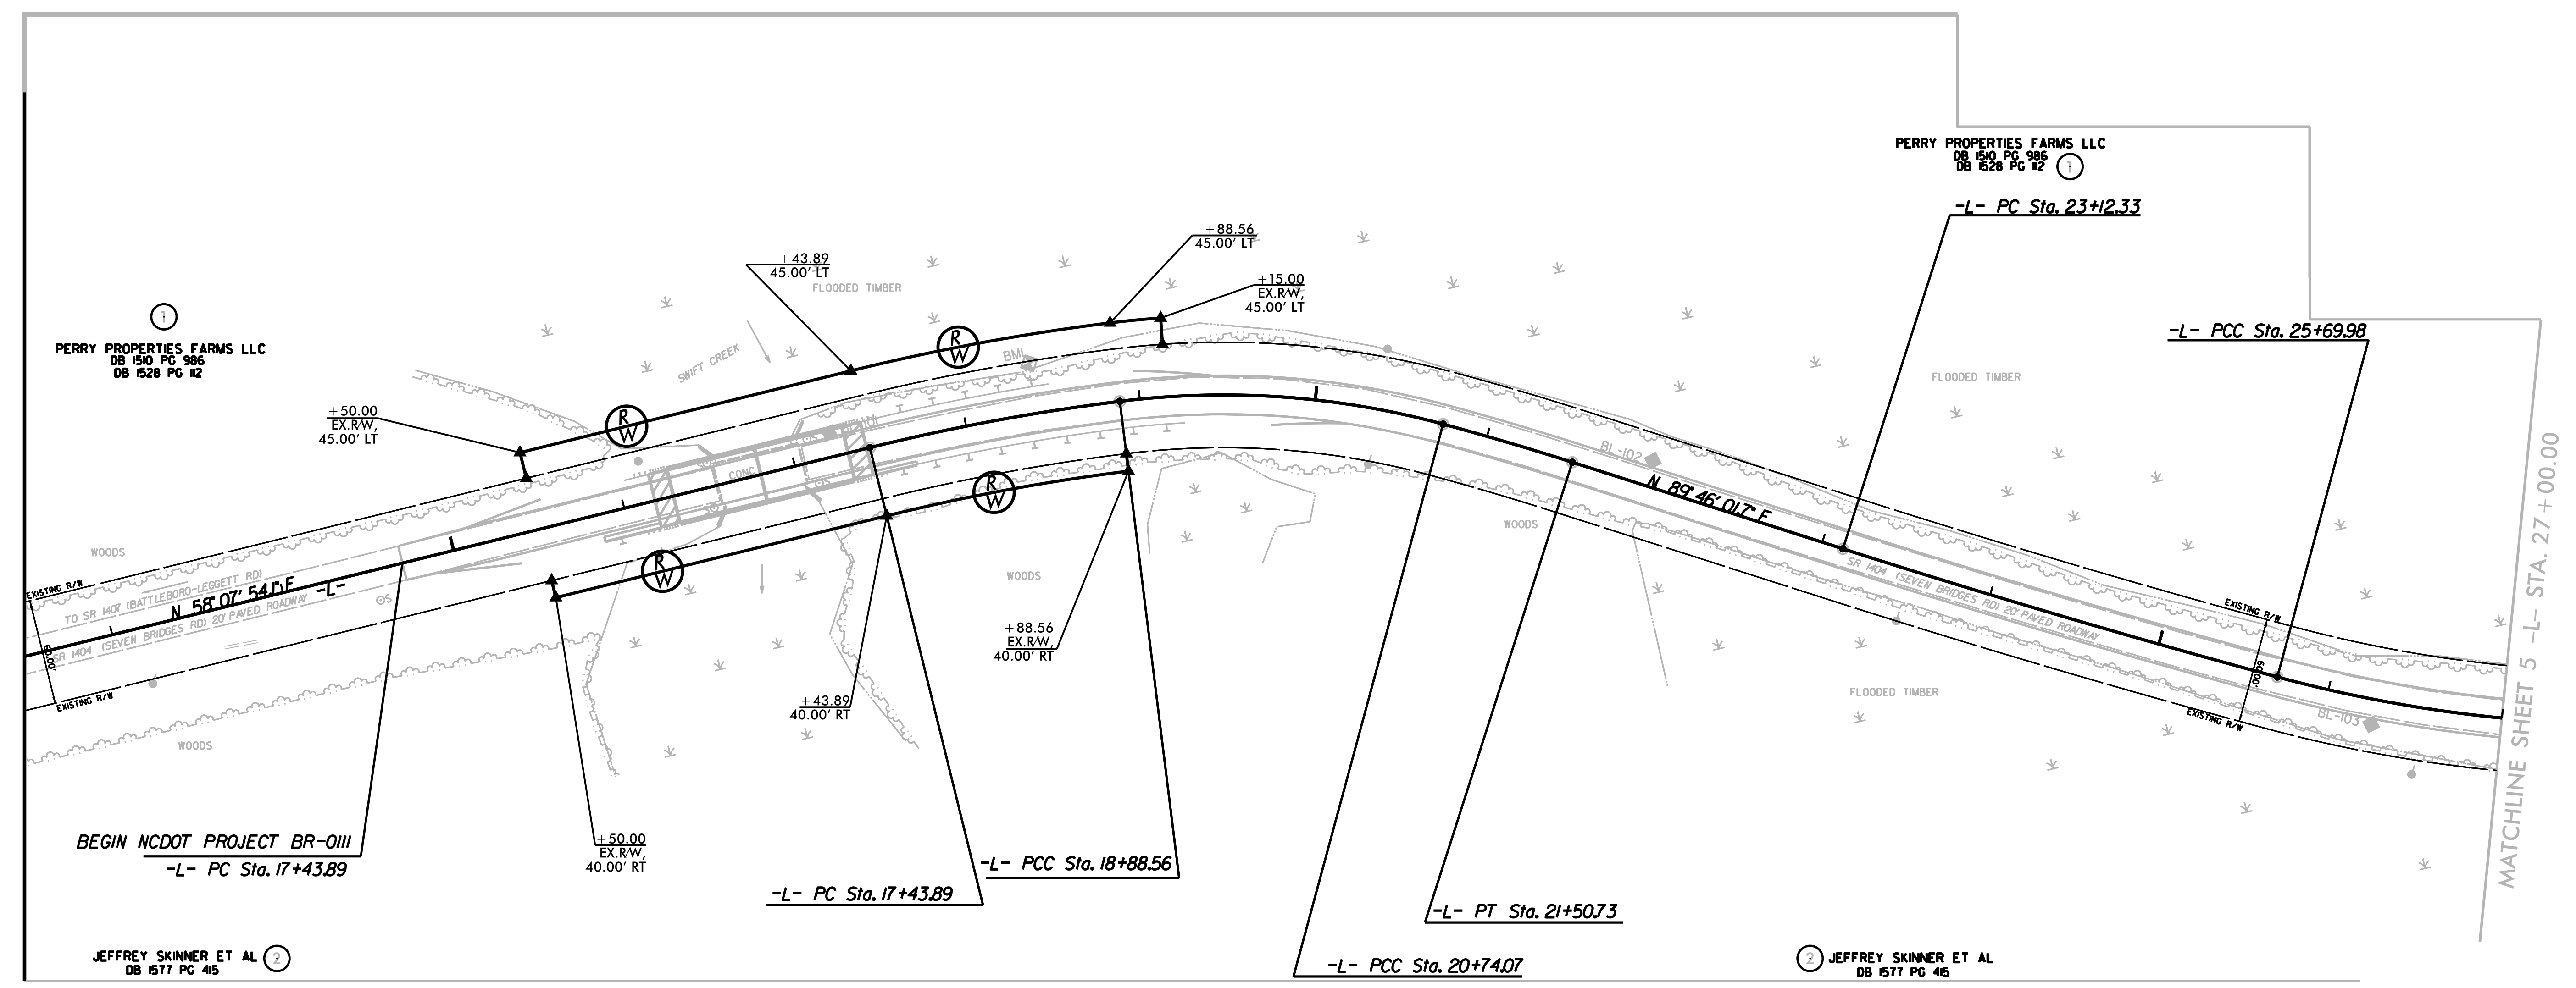 PERRY PROPERTIES FARMS LLC
DB 1510 PG 986
DB 1528 PG 112
1
-L- PC Sta. 23+12.33
+88.56
45.00' LT
+43.89
45.00' LT
FLOODED TIMBER
+15.00
EX.R/W,
45.00' LT
1
PERRY PROPERTIES FARMS LLC
DB 1510 PG 986
DB 1528 PG 112
SWIFT CREEK
BM1
R
W
-L- PCC Sta. 25+69.98
FLOODED TIMBER
+50.00
EX.R/W,
45.00' LT
R
W
CONC
BL-102
N 89° 46' 01.7" E
MATCHLINE SHEET 5 -L- STA. 27+00.00
R
W
WOODS
WOODS
R
W
WOODS
EXISTING R/W
TO SR 1407 (BATTLEBORO-LEGGETT RD)
N 58° 07' 54.1" E -L-
SR 1404 (SEVEN BRIDGES RD) 20' PAVED ROADWAY
GS
60.00'
EXISTING R/W
WOODS
SR 1404 (SEVEN BRIDGES RD) 20' PAVED ROADWAY
EXISTING R/W
60.00'
EXISTING R/W
BL-103
FLOODED TIMBER
+88.56
EX.R/W,
40.00' RT
+43.89
40.00' RT
BEGIN NCDOT PROJECT BR-0111
-L- PC Sta. 17+43.89
+50.00
EX.R/W,
40.00' RT
-L- PC Sta. 17+43.89
-L- PCC Sta. 18+88.56
-L- PT Sta. 21+50.73
-L- PCC Sta. 20+74.07
JEFFREY SKINNER ET AL 2
DB 1577 PG 415
2 JEFFREY SKINNER ET AL
DB 1577 PG 415